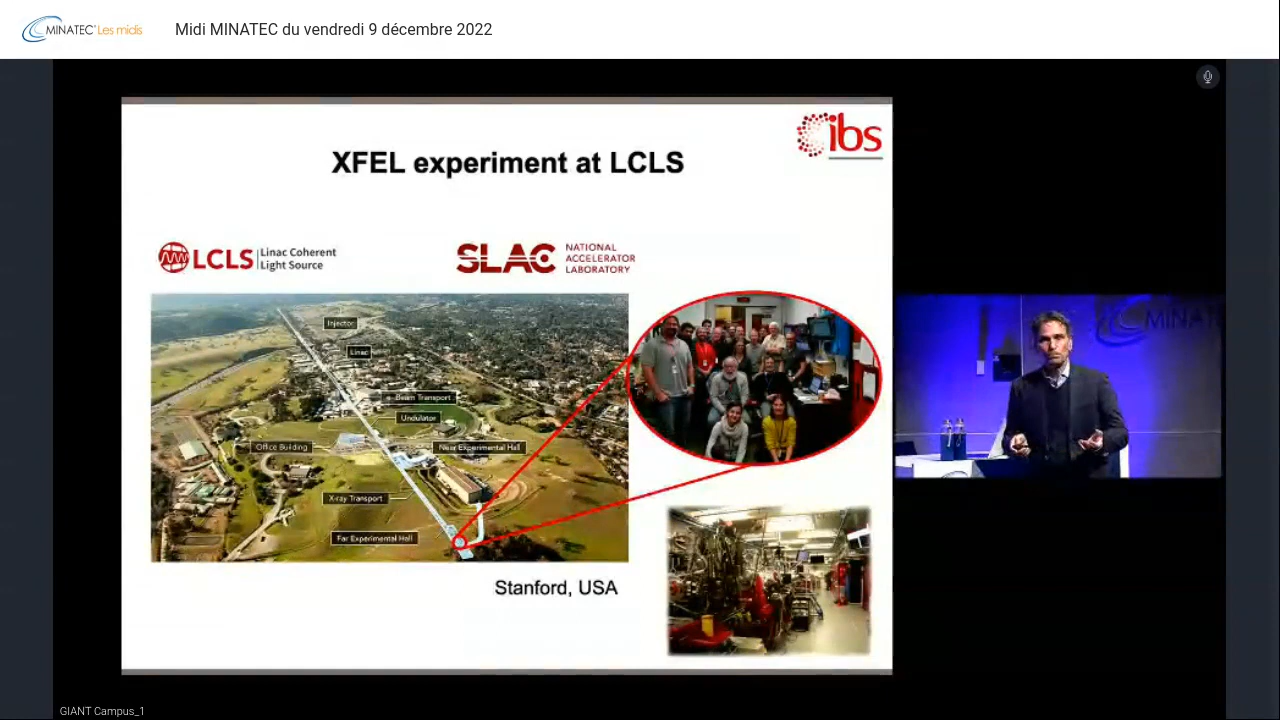 MINATEC® Les midis
Midi MINATEC du vendredi 9 décembre 2022
ibs
XFEL experiment at LCLS
LCLS
Linac Coherent
Light Source
SLAC
NATIONAL
ACCELERATOR
LABORATORY
Injector
Linac
Beam Transport
Undulator
Office Building
Near Experimental Hall
X-ray Transport
Far Experimental Hall
Stanford, USA
MINAT
GIANT Campus_1